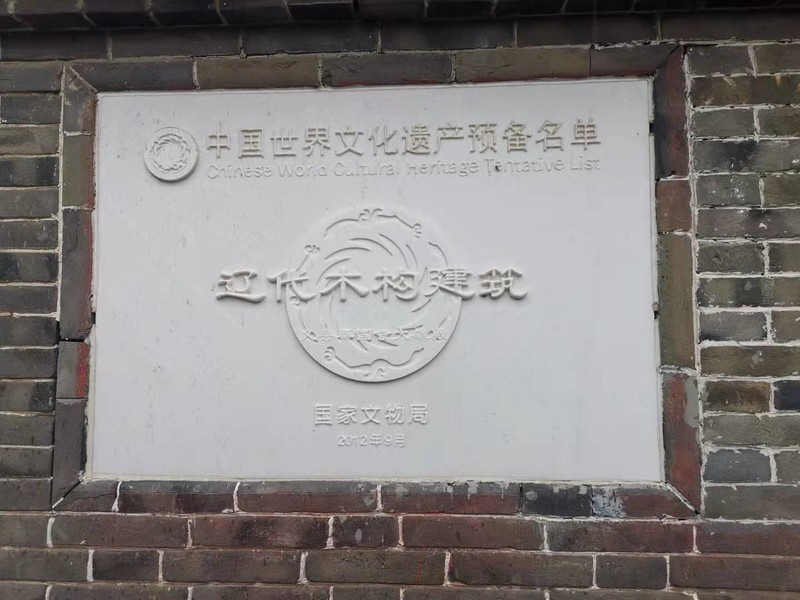 中国世界文化遗产预备名单
Chinese World Cultural Heritage Tentative List
辽代木构建筑
国家文物局
2012年9月